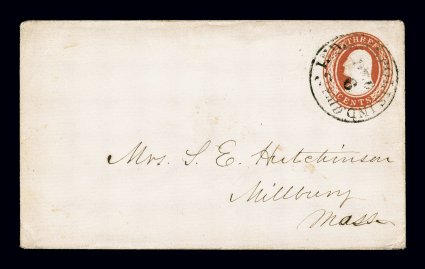 THREE
CENTS
Mrs. S. E. Hutchinson
Millbury
Mass